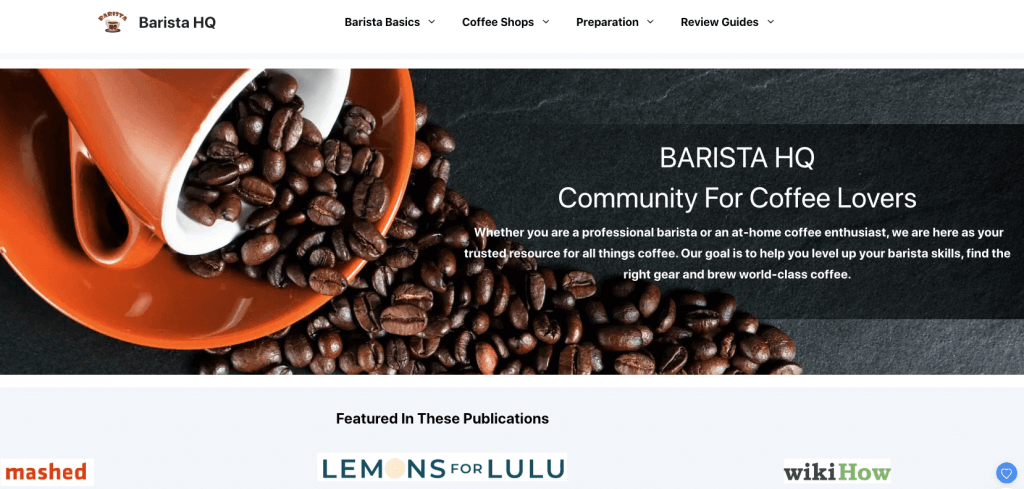 BARISTA
HQ
Barista HQ
Barista Basics
Coffee Shops
Preparation
Review Guides
BARISTA HQ
Community For Coffee Lovers
Whether you are a professional barista or an at-home coffee enthusiast, we are here as your
trusted resource for all things coffee. Our goal is to help you level up your barista skills, find the
right gear and brew world-class coffee.
Featured In These Publications
mashed
LEMONS FOR LULU
wikiHow